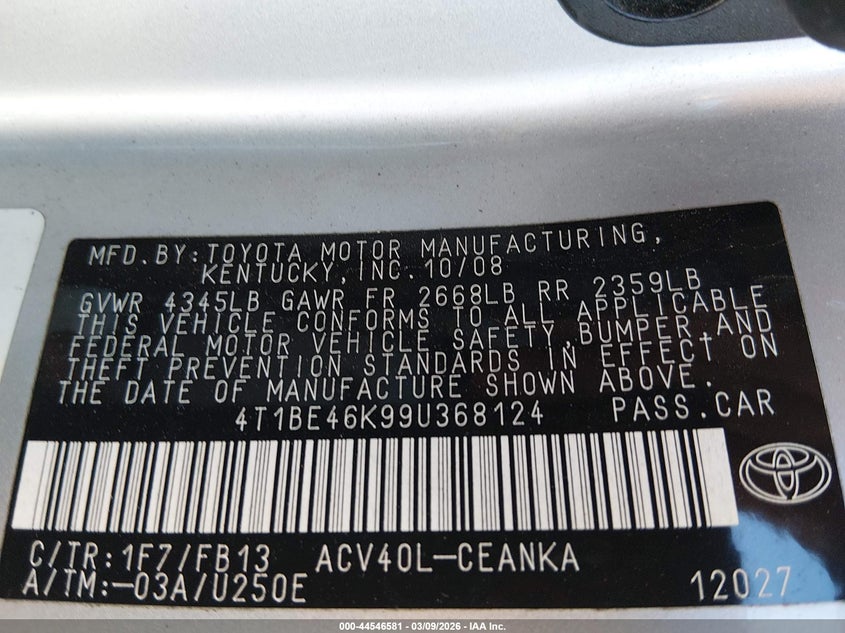 MFD. BY: TOYOTA MOTOR MANUFACTURING,
KENTUCKY, INC. 10/08
GVWR 4345LB GAWR FR 2668LB RR 2359LB
THIS VEHICLE CONFORMS TO ALL APPLICABLE
FEDERAL MOTOR VEHICLE SAFETY, BUMPER, AND
THEFT PREVENTION STANDARDS IN EFFECT ON
THE DATE OF MANUFACTURE SHOWN ABOVE.
4T1BE46K99U368124 PASS.CAR
C/TR: 1F7/FB13 ACV40L-CEANKA
A/TM:-03A/U250E 12027
000-44546581 — 03/09/2026 — IAA Inc.